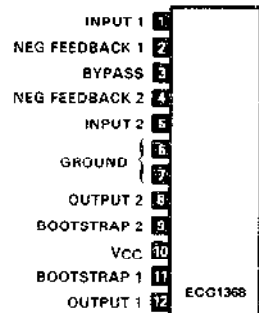 INPUT 1 1
NEG FEEDBACK 1 2
BYPASS 3
NEG FEEDBACK 2 4
INPUT 2 5
GROUND 6
7
OUTPUT 2 8
BOOTSTRAP 2 9
VCC 10
BOOTSTRAP 1 11
OUTPUT 1 12
ECG1368